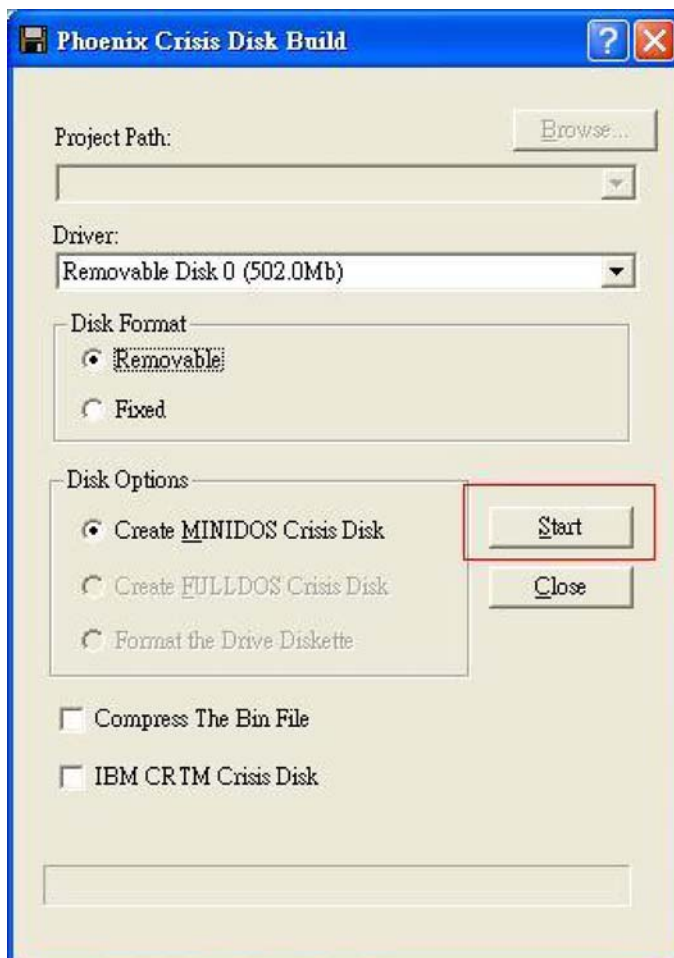 Phoenix Crisis Disk Build
Browse...
Project Path:
Driver:
Removable Disk 0 (502.0Mb)
Disk Format
Removable
Fixed
Disk Options
Create MINIDOS Crisis Disk
Start
Create FULLDOS Crisis Disk
Close
Format the Drive Diskette
Compress The Bin File
IBM CRTM Crisis Disk